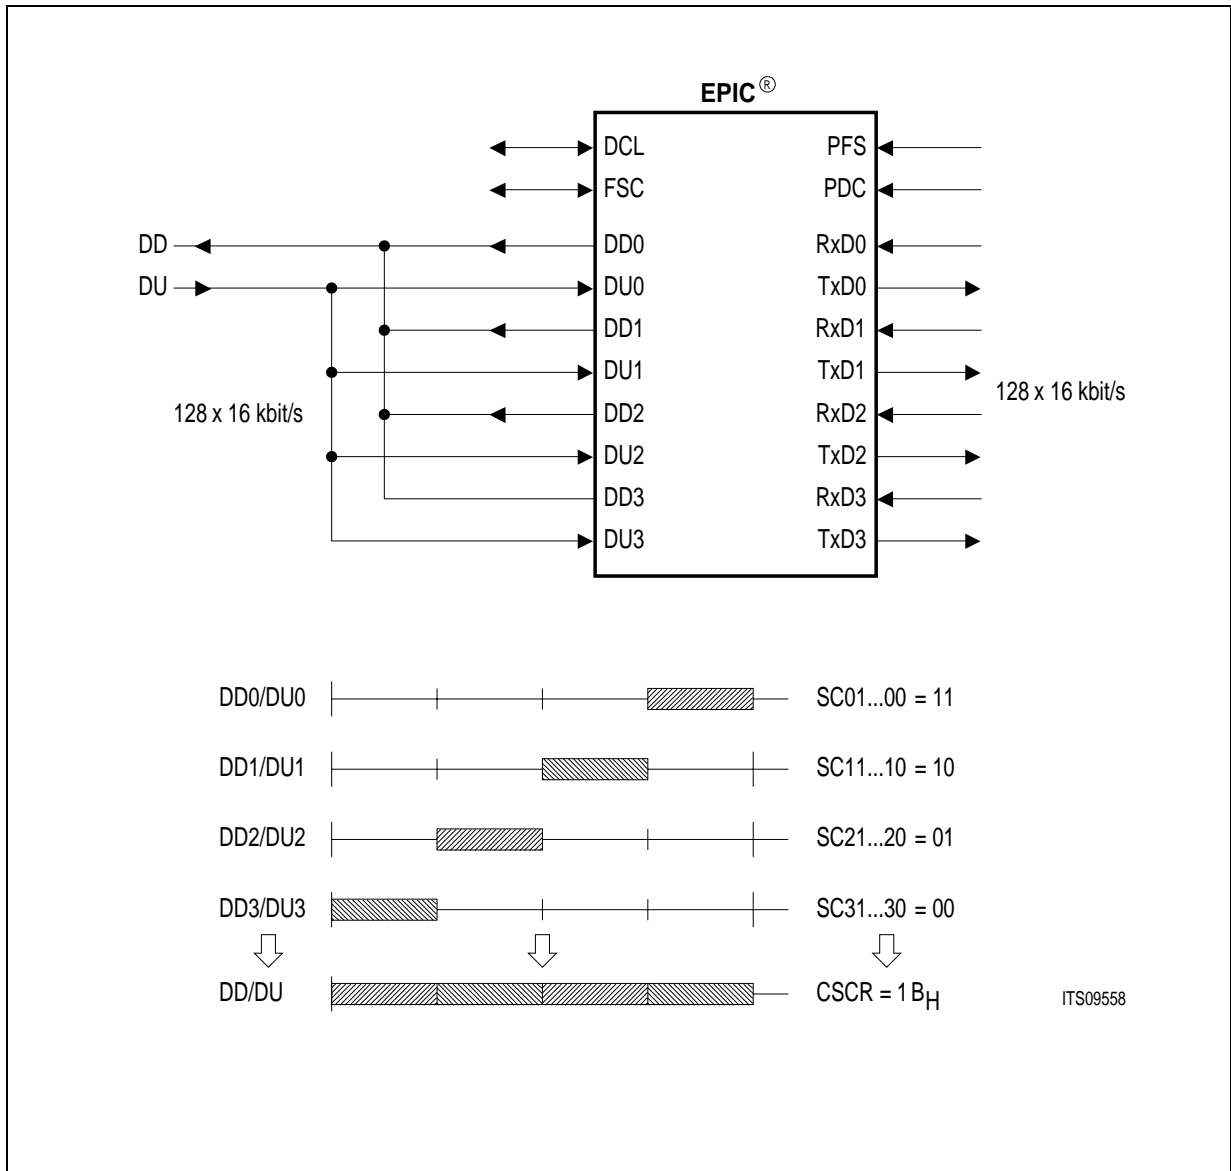 EPIC ®
DCL PFS
FSC PDC
DD DD0 RxD0
DU DU0 TxD0
DD1 RxD1
DU1 TxD1
128 x 16 kbit/s DD2 RxD2 128 x 16 kbit/s
DU2 TxD2
DD3 RxD3
DU3 TxD3
DD0/DU0 SC01...00 = 11
DD1/DU1 SC11...10 = 10
DD2/DU2 SC21...20 = 01
DD3/DU3 SC31...30 = 00
DD/DU CSCR = 1BH ITS09558